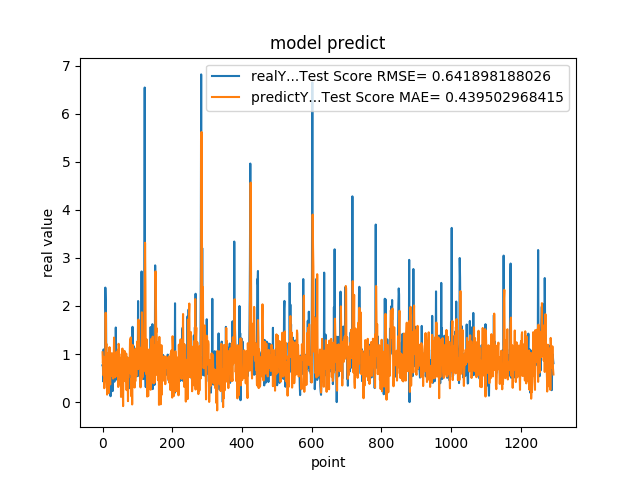 model predict
realY...Test Score RMSE= 0.641898188026
predictY...Test Score MAE= 0.439502968415
7
6
5
4
3
2
1
0
real value
0 200 400 600 800 1000 1200
point